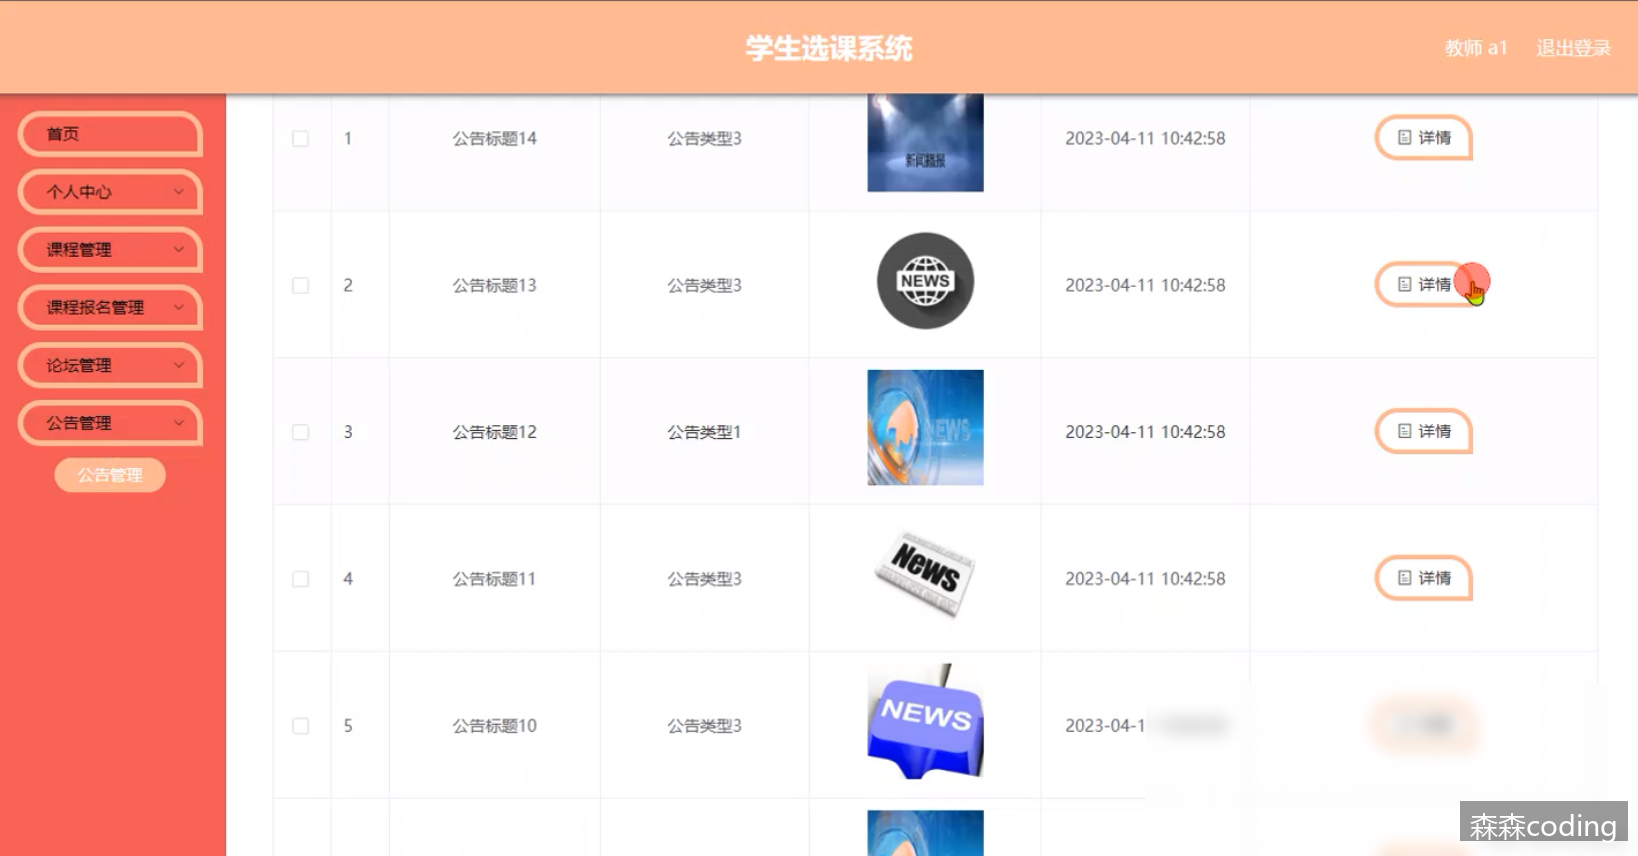 学生选课系统
教师 a1
退出登录
首页
个人中心
课程管理
课程报名管理
论坛管理
公告管理
公告管理
1
公告标题14
公告类型3
新闻播报
2023-04-11 10:42:58
详情
2
公告标题13
公告类型3
NEWS
2023-04-11 10:42:58
详情
3
公告标题12
公告类型1
NEWS
2023-04-11 10:42:58
详情
4
公告标题11
公告类型3
News
2023-04-11 10:42:58
详情
5
公告标题10
公告类型3
NEWS
2023-04-1
森森coding